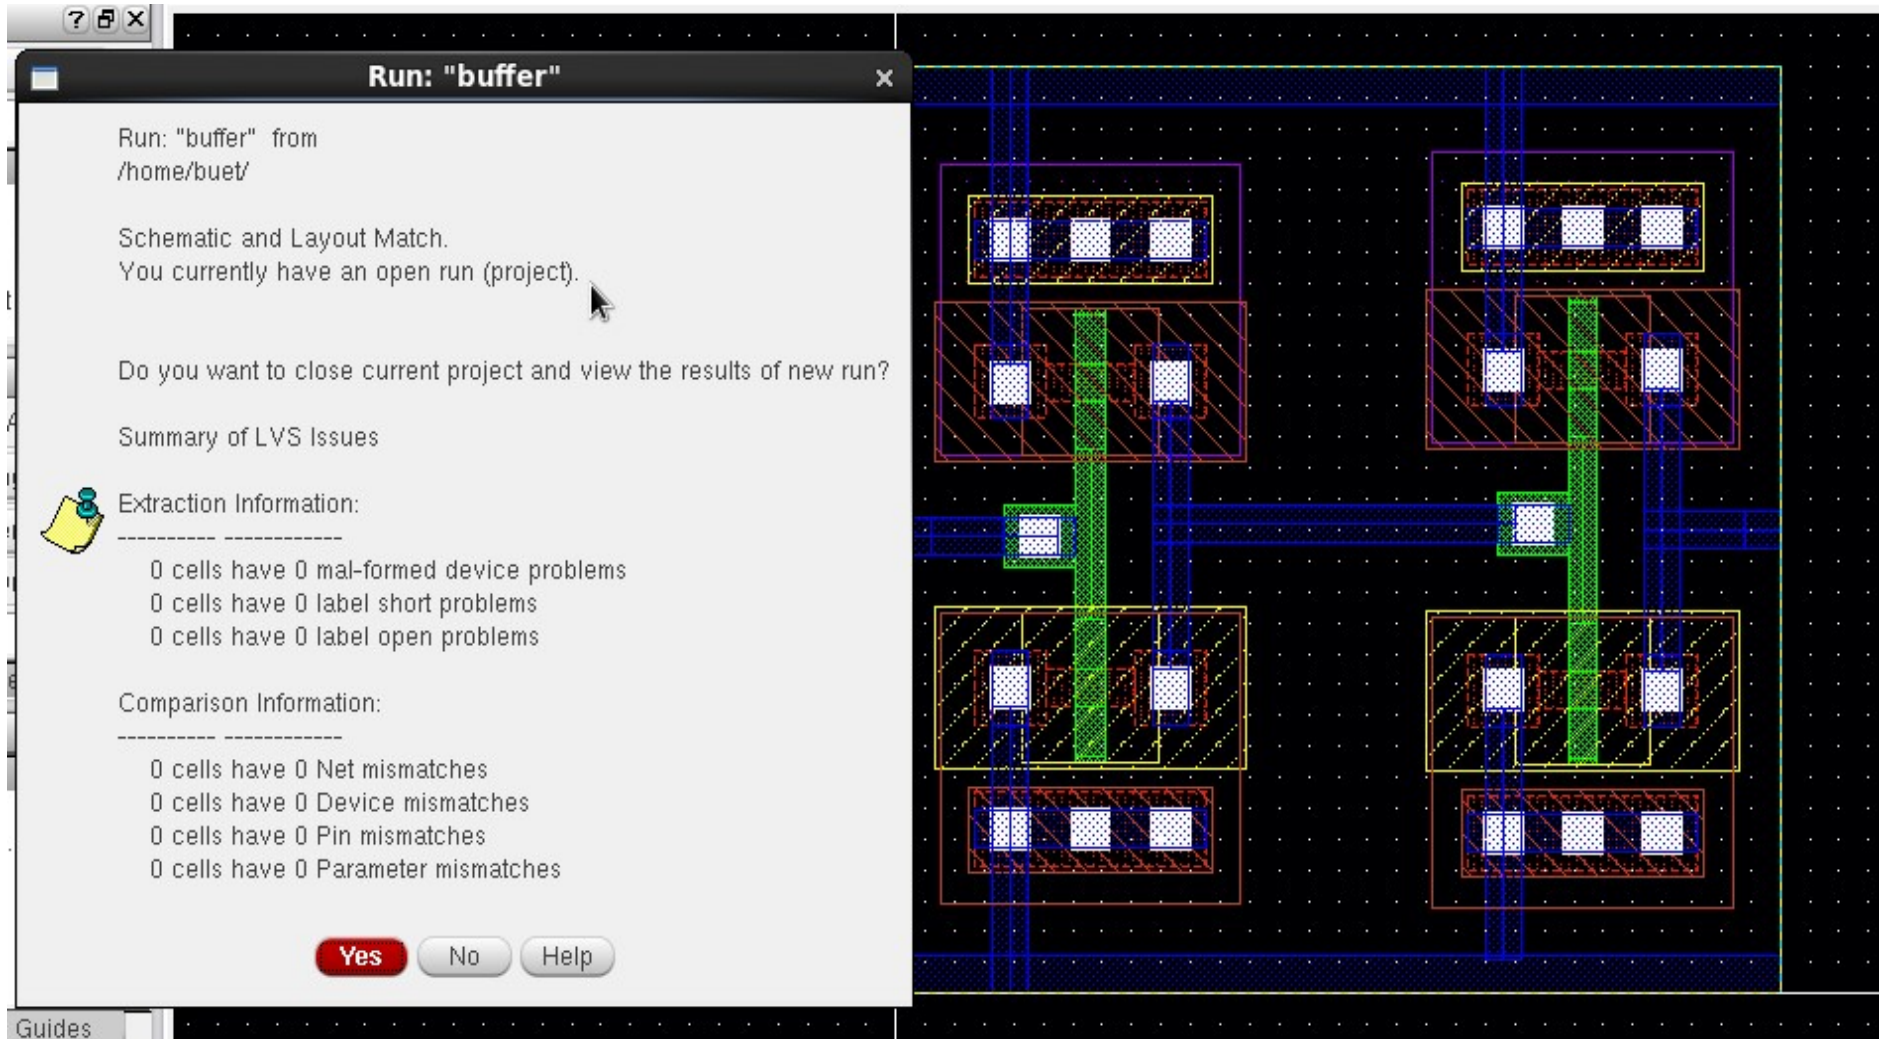 Run: "buffer"
Run: "buffer" from
/home/buet/
Schematic and Layout Match.
You currently have an open run (project).
Do you want to close current project and view the results of new run?
Summary of LVS Issues
Extraction Information:
---------- ------------
0 cells have 0 mal-formed device problems
0 cells have 0 label short problems
0 cells have 0 label open problems
Comparison Information:
---------- ------------
0 cells have 0 Net mismatches
0 cells have 0 Device mismatches
0 cells have 0 Pin mismatches
0 cells have 0 Parameter mismatches
Yes No Help
Guides